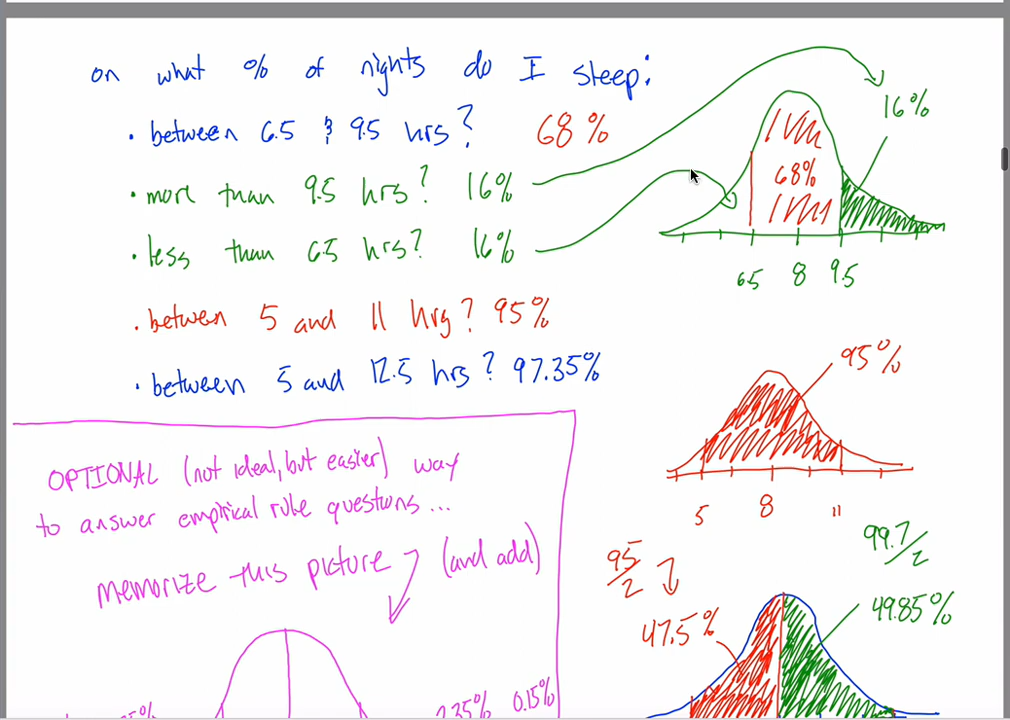 on what % of nights do I sleep:
• between 6.5 & 9.5 hrs? 68%
• more than 9.5 hrs? 16%
• less than 6.5 hrs? 16%
• betwen 5 and 11 hrs? 95%
• between 5 and 12.5 hrs? 97.35%
16%
68%
6.5 8 9.5
95%
5 8 11
OPTIONAL (not ideal, but easier) way
to answer empirical rule questions...
memorize this picture (and add)
95/2
47.5%
99.7/2
49.85%
2.35% 0.15%